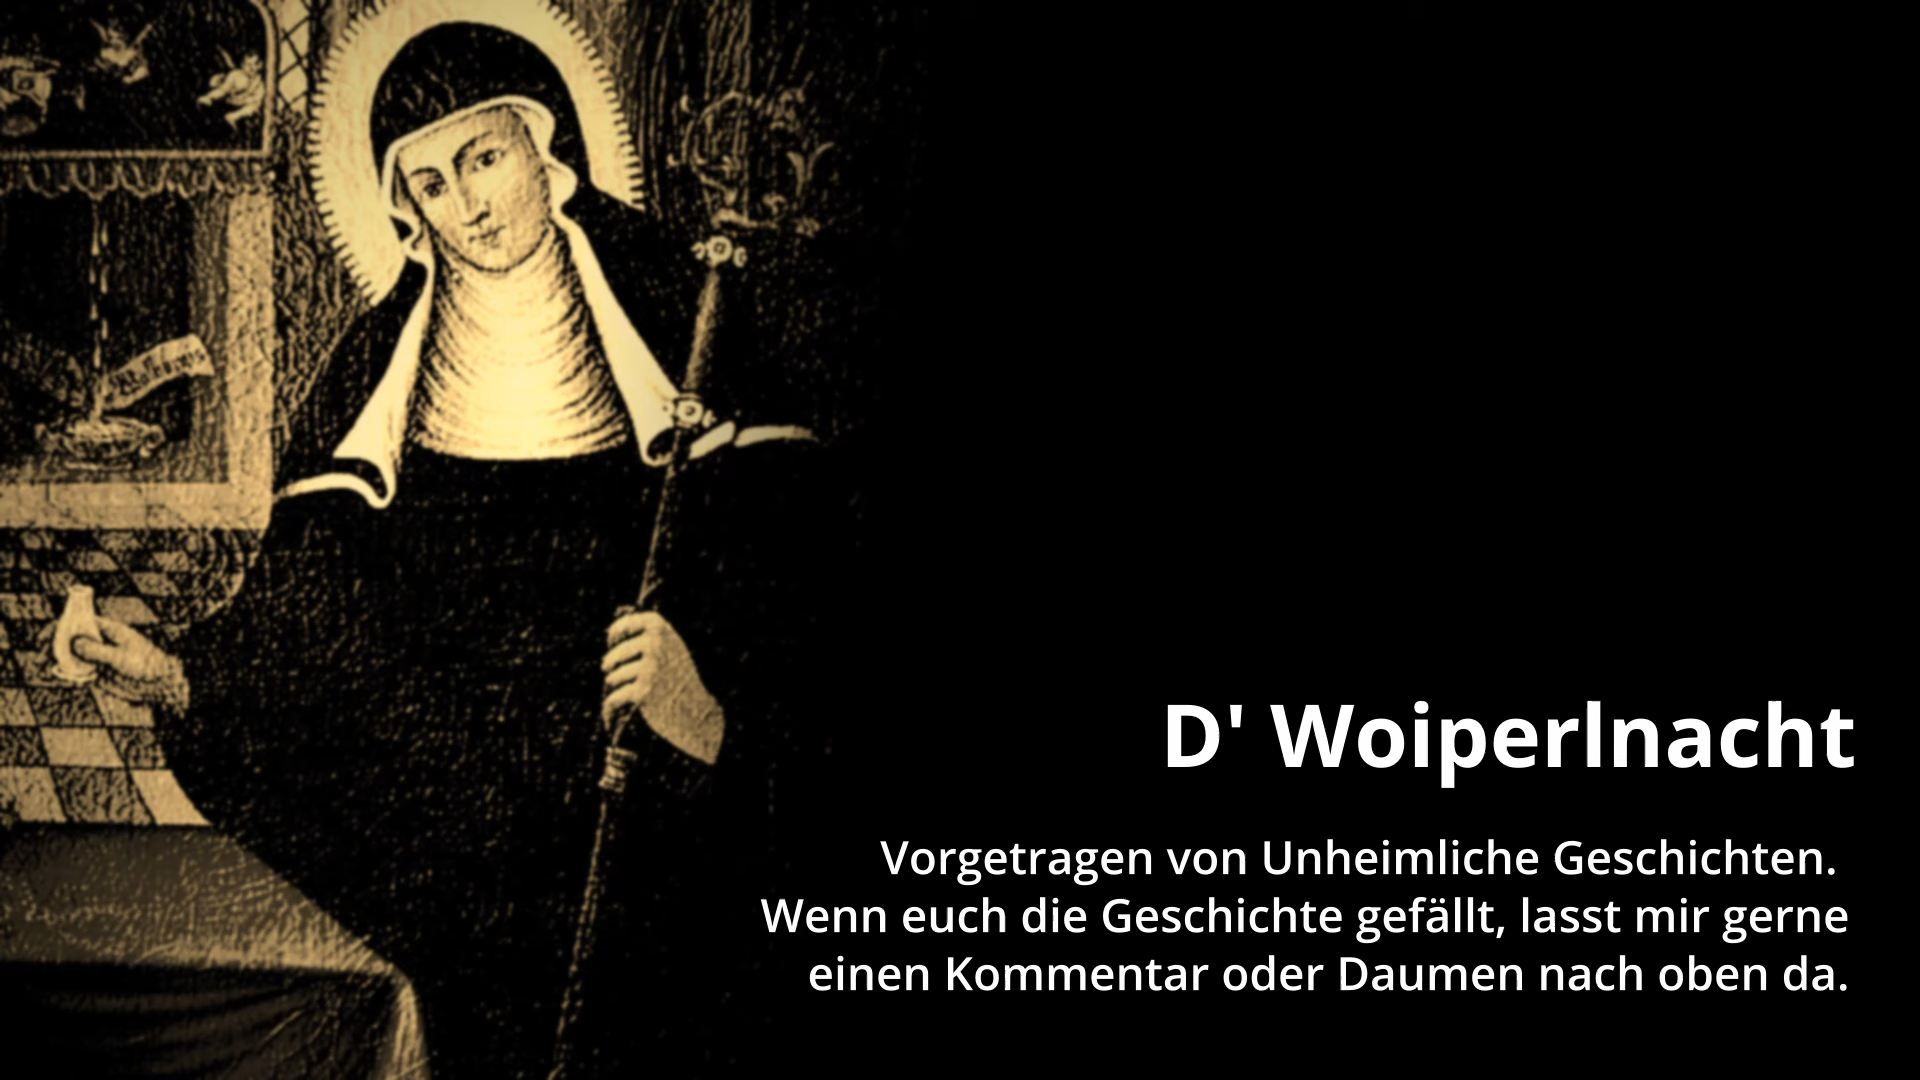 D' Woiperlnacht
Vorgetragen von Unheimliche Geschichten.
Wenn euch die Geschichte gefällt, lasst mir gerne
einen Kommentar oder Daumen nach oben da.